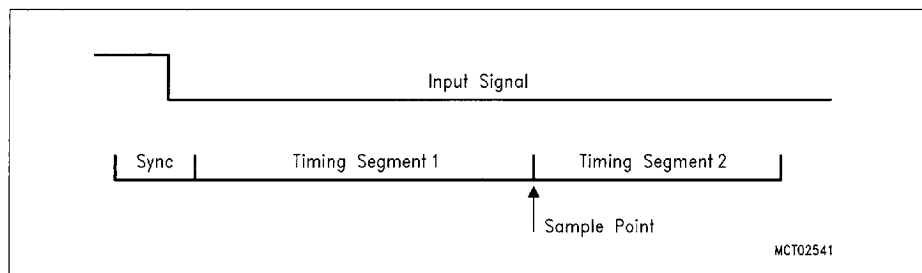 Input Signal
Sync Timing Segment 1 Timing Segment 2
Sample Point
MCT02541